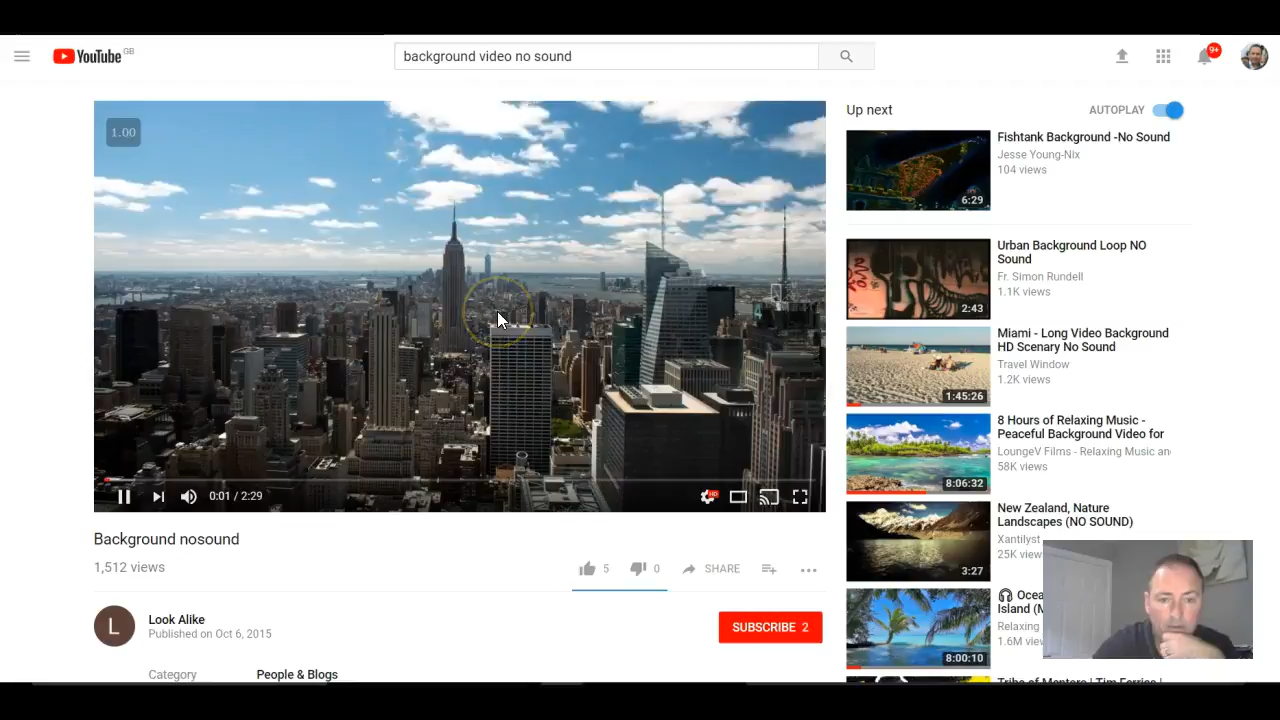 YouTube GB
background video no sound
9+
1.00
0:01 / 2:29
HD
Background nosound
1,512 views
5
0
SHARE
L
Look Alike
Published on Oct 6, 2015
SUBSCRIBE 2
Category
People & Blogs
Up next
AUTOPLAY
6:29
Fishtank Background -No Sound
Jesse Young-Nix
104 views
2:43
Urban Background Loop NO
Sound
Fr. Simon Rundell
1.1K views
1:45:26
Miami - Long Video Background
HD Scenary No Sound
Travel Window
1.2K views
8:06:32
8 Hours of Relaxing Music -
Peaceful Background Video for
LoungeV Films - Relaxing Music an
58K views
3:27
New Zealand, Nature
Landscapes (NO SOUND)
Xantilyst
25K
8:00:10
Island
Relaxing
1.6M